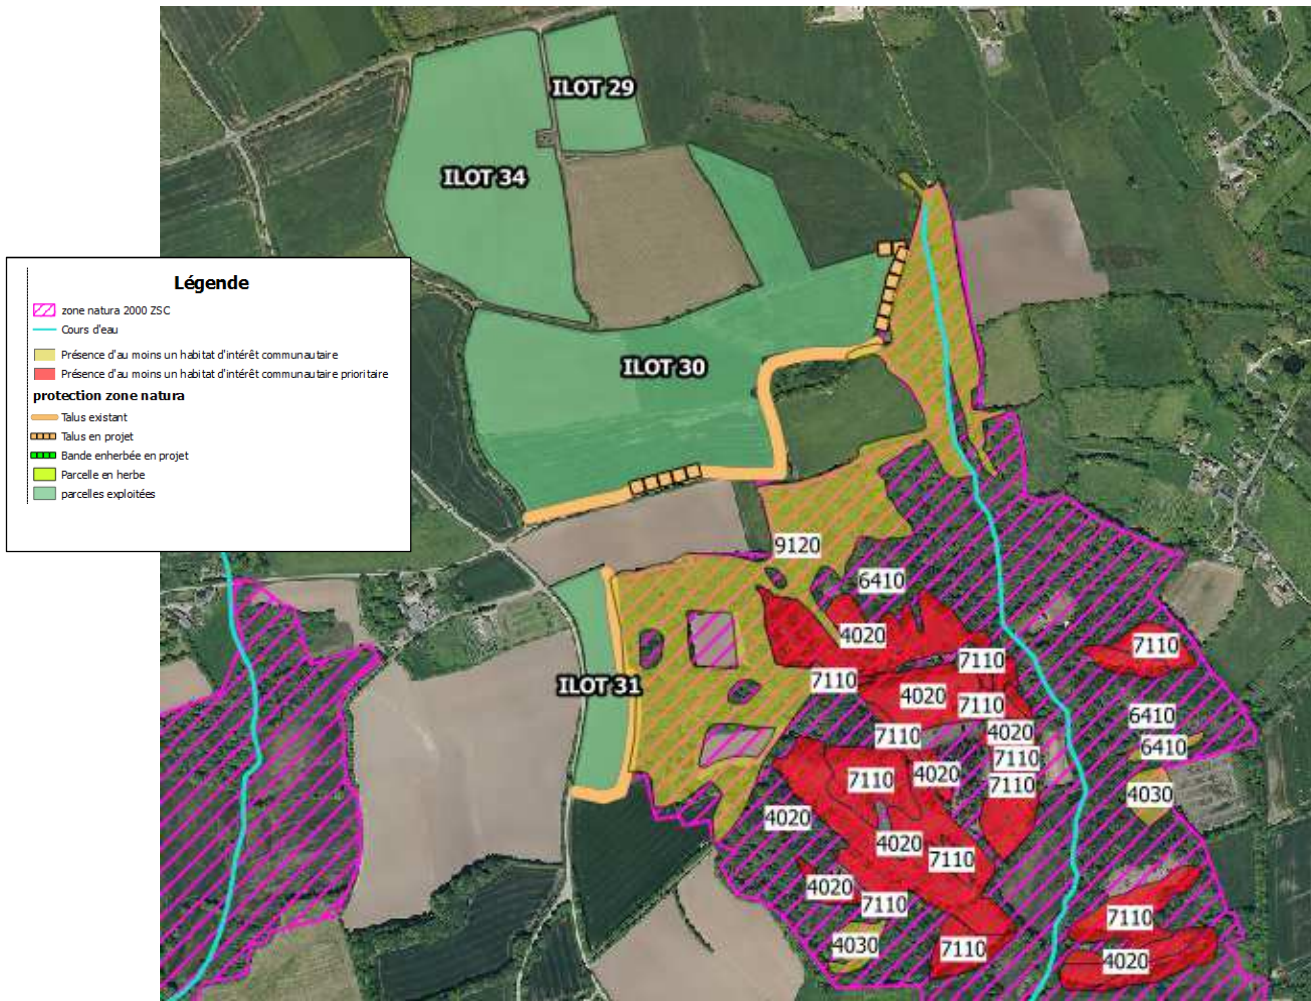 ILOT 29
ILOT 34
ILOT 30
Légende
zone natura 2000 ZSC
Cours d'eau
Présence d'au moins un habitat d'intérêt communautaire
Présence d'au moins un habitat d'intérêt communautaire prioritaire
protection zone natura
Talus existant
Talus en projet
Bande enherbée en projet
Parcelle en herbe
parcelles exploitées
9120
6410
4020
7110
7110
ILOT 31
7110
4020
7110
6410
4020
7110
6410
7110
4020
7110
7110
4030
4020
4020
7110
4020
7110
7110
4030
7110
4020